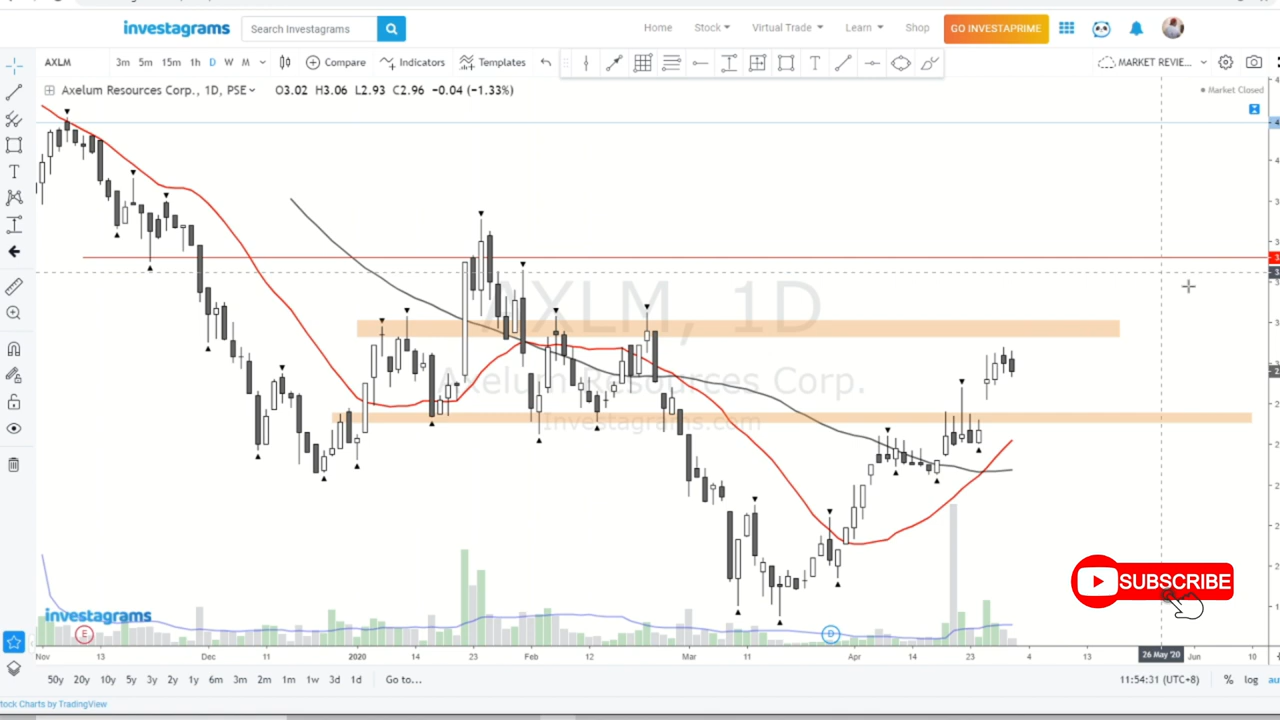 investagrams
Search Investagrams
Home
Stock
Virtual Trade
Learn
Shop
GO INVESTAPRIME
AXLM
3m 5m 15m 1h D W M
Compare
Indicators
Templates
T
MARKET REVIE...
Axelum Resources Corp., 1D, PSE
O3.02 H3.06 L2.93 C2.96 −0.04 (−1.33%)
Market Closed
AXLM, 1D
Axelum Resources Corp.
Investagrams.com
SUBSCRIBE
investagrams
E
D
Nov 13 Dec 11 2020 14 Feb 12 Mar 11 Apr 14 23 4 13 26 May '20 Jun 10
50y 20y 10y 5y 3y 2y 1y 6m 3m 2m 1m 1w 3d 1d Go to...
11:54:31 (UTC+8) % log
Stock Charts by TradingView